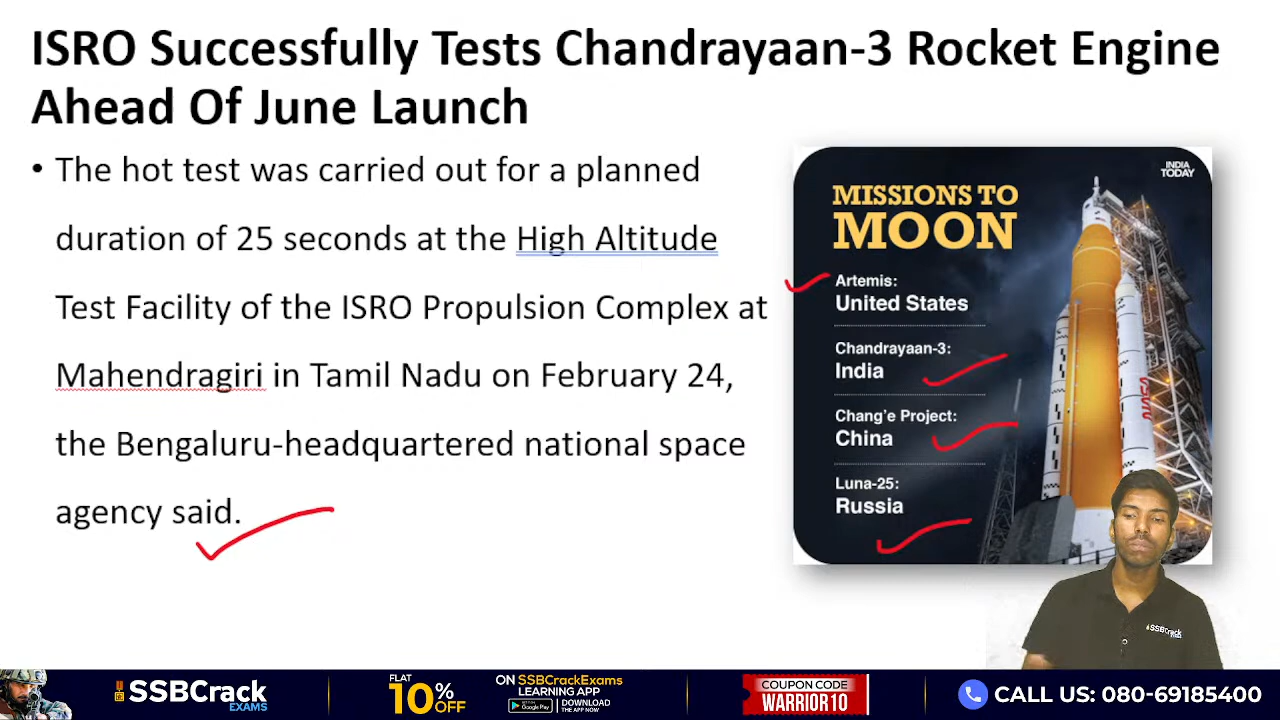 ISRO Successfully Tests Chandrayaan-3 Rocket Engine
Ahead Of June Launch
• The hot test was carried out for a planned
duration of 25 seconds at the High Altitude
Test Facility of the ISRO Propulsion Complex at
Mahendragiri in Tamil Nadu on February 24,
the Bengaluru-headquartered national space
agency said.
INDIA
TODAY
MISSIONS TO
MOON
Artemis:
United States
Chandrayaan-3:
India
Chang'e Project:
China
Luna-25:
Russia
NASA
SSBCrack
SSBCrack
EXAMS
FLAT
10% OFF
ON SSBCrackExams
LEARNING APP
Google Play
DOWNLOAD
THE APP NOW
COUPON CODE
WARRIOR10
CALL US: 080-69185400